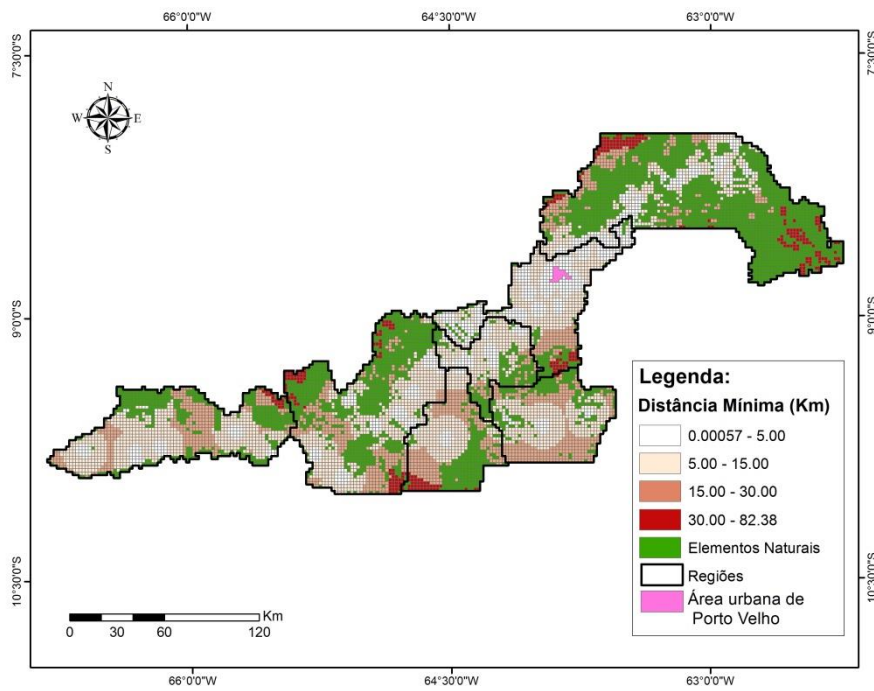 66°0'0"W 64°30'0"W 63°0'0"W
7°30'0"S 7°30'0"S
N
W E
S
9°0'0"S 9°0'0"S
Legenda:
Distância Mínima (Km)
0.00057 - 5.00
5.00 - 15.00
15.00 - 30.00
30.00 - 82.38
Elementos Naturais
Regiões
Área urbana de
Porto Velho
10°30'0"S 10°30'0"S
Km
0 30 60 120
66°0'0"W 64°30'0"W 63°0'0"W